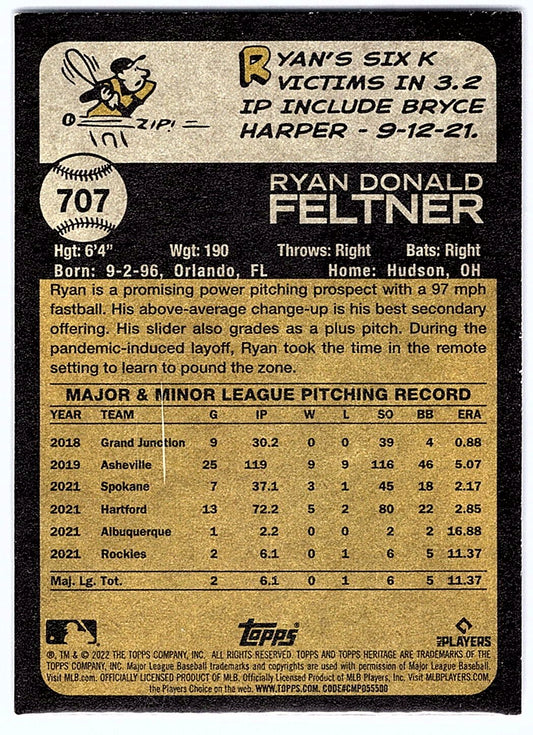 RYAN'S SIX K
VICTIMS IN 3.2
IP INCLUDE BRYCE
HARPER - 9-12-21.
ZIP!
707
RYAN DONALD
FELTNER
Hgt: 6'4" Wgt: 190 Throws: Right Bats: Right
Born: 9-2-96, Orlando, FL Home: Hudson, OH
Ryan is a promising power pitching prospect with a 97 mph
fastball. His above-average change-up is his best secondary
offering. His slider also grades as a plus pitch. During the
pandemic-induced layoff, Ryan took the time in the remote
setting to learn to pound the zone.
MAJOR & MINOR LEAGUE PITCHING RECORD
YEAR TEAM G IP W L SO BB ERA
2018 Grand Junction 9 30.2 0 0 39 4 0.88
2019 Asheville 25 119 9 9 116 46 5.07
2021 Spokane 7 37.1 3 1 45 18 2.17
2021 Hartford 13 72.2 5 2 80 22 2.85
2021 Albuquerque 1 2.2 0 0 2 2 16.88
2021 Rockies 2 6.1 0 1 6 5 11.37
Maj. Lg. Tot. 2 6.1 0 1 6 5 11.37
topps
MLB PLAYERS
®, TM & © 2022 THE TOPPS COMPANY, INC. ALL RIGHTS RESERVED. TOPPS AND TOPPS HERITAGE ARE TRADEMARKS OF THE
TOPPS COMPANY, INC. Major League Baseball trademarks and copyrights are used with permission of Major League Baseball.
Visit MLB.com. OFFICIALLY LICENSED PRODUCT OF MLB. OFFICIALLY LICENSED PRODUCT OF MLB PLAYERS, INC. Visit MLBPLAYERS.com,
the Players Choice on the web. WWW.TOPPS.COM. CODE#CMP055500